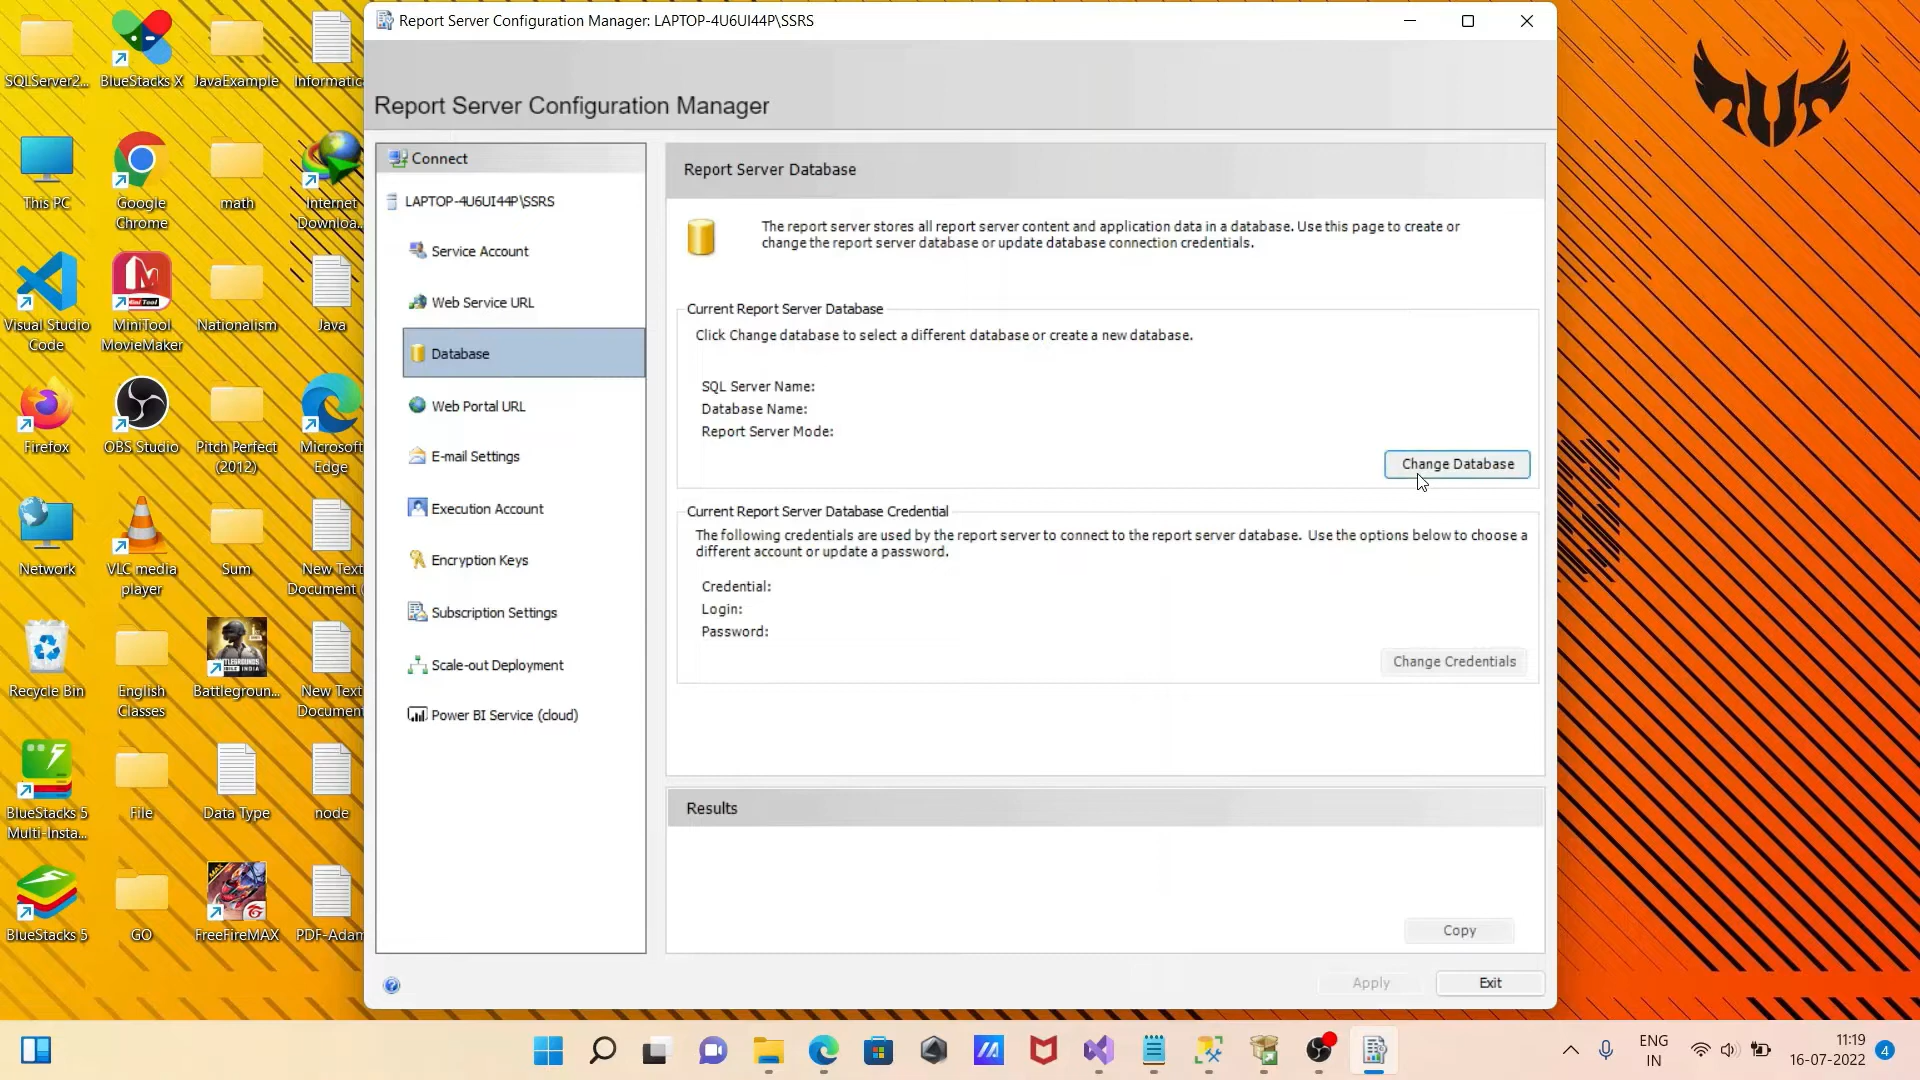 Report Server Configuration Manager: LAPTOP-4U6UI44P\SSRS
Report Server Configuration Manager
Connect
LAPTOP-4U6UI44P\SSRS
Service Account
Web Service URL
Database
Web Portal URL
E-mail Settings
Execution Account
Encryption Keys
Subscription Settings
Scale-out Deployment
Power BI Service (cloud)
Report Server Database
The report server stores all report server content and application data in a database. Use this page to create or
change the report server database or update database connection credentials.
Current Report Server Database
Click Change database to select a different database or create a new database.
SQL Server Name:
Database Name:
Report Server Mode:
Change Database
Current Report Server Database Credential
The following credentials are used by the report server to connect to the report server database. Use the options below to choose a
different account or update a password.
Credential:
Login:
Password:
Change Credentials
Results
Copy
Apply
Exit
SQLServer2...
BlueStacks X
JavaExample
Informatic
This PC
Google
Chrome
math
Internet
Downloa...
Visual Studio
Code
MiniTool
MovieMaker
Nationalism
Java
Firefox
OBS Studio
Pitch Perfect
(2012)
Microsoft
Edge
Network
VLC media
player
Sum
New Text
Document (
Recycle Bin
English
Classes
Battlegroun...
New Text
Document
BlueStacks 5
Multi-Insta...
File
Data Type
node
BlueStacks 5
GO
FreeFireMAX
PDF-Adam
ENG
IN
11:19
16-07-2022
4